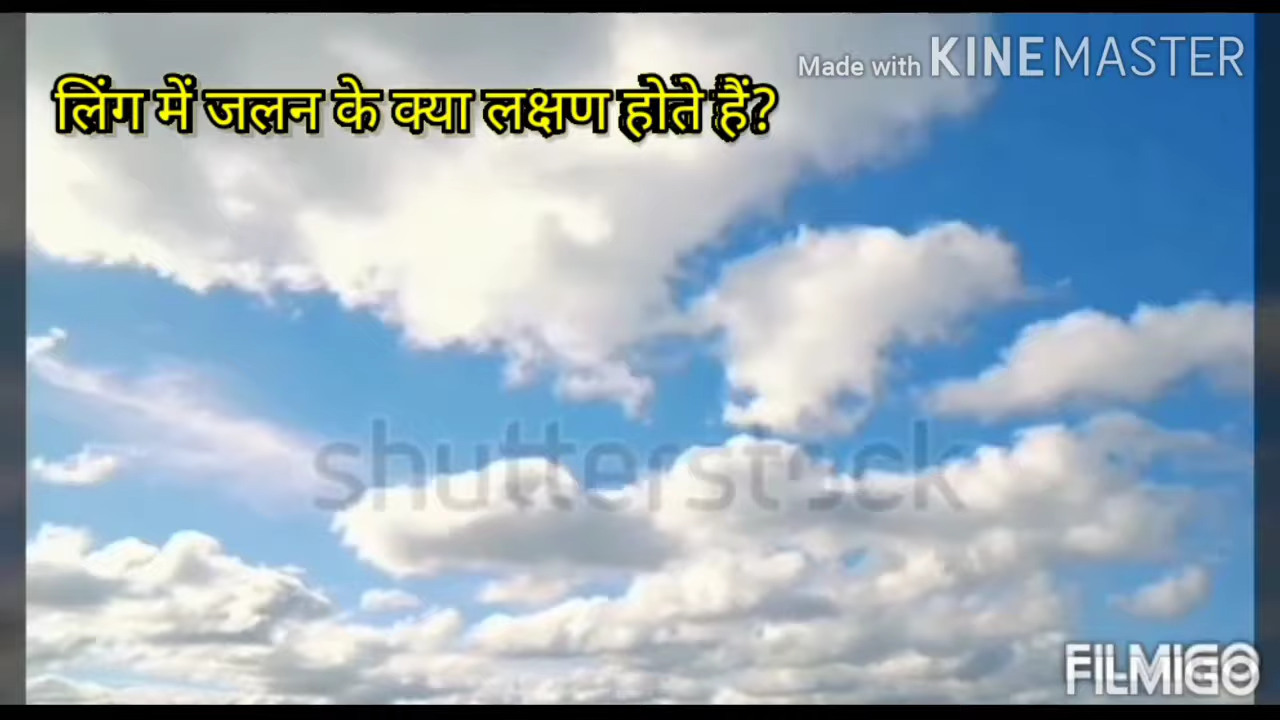 Made with KINEMASTER
लिंग में जलन के क्या लक्षण होते हैं?
shutterstock
FILMIGO